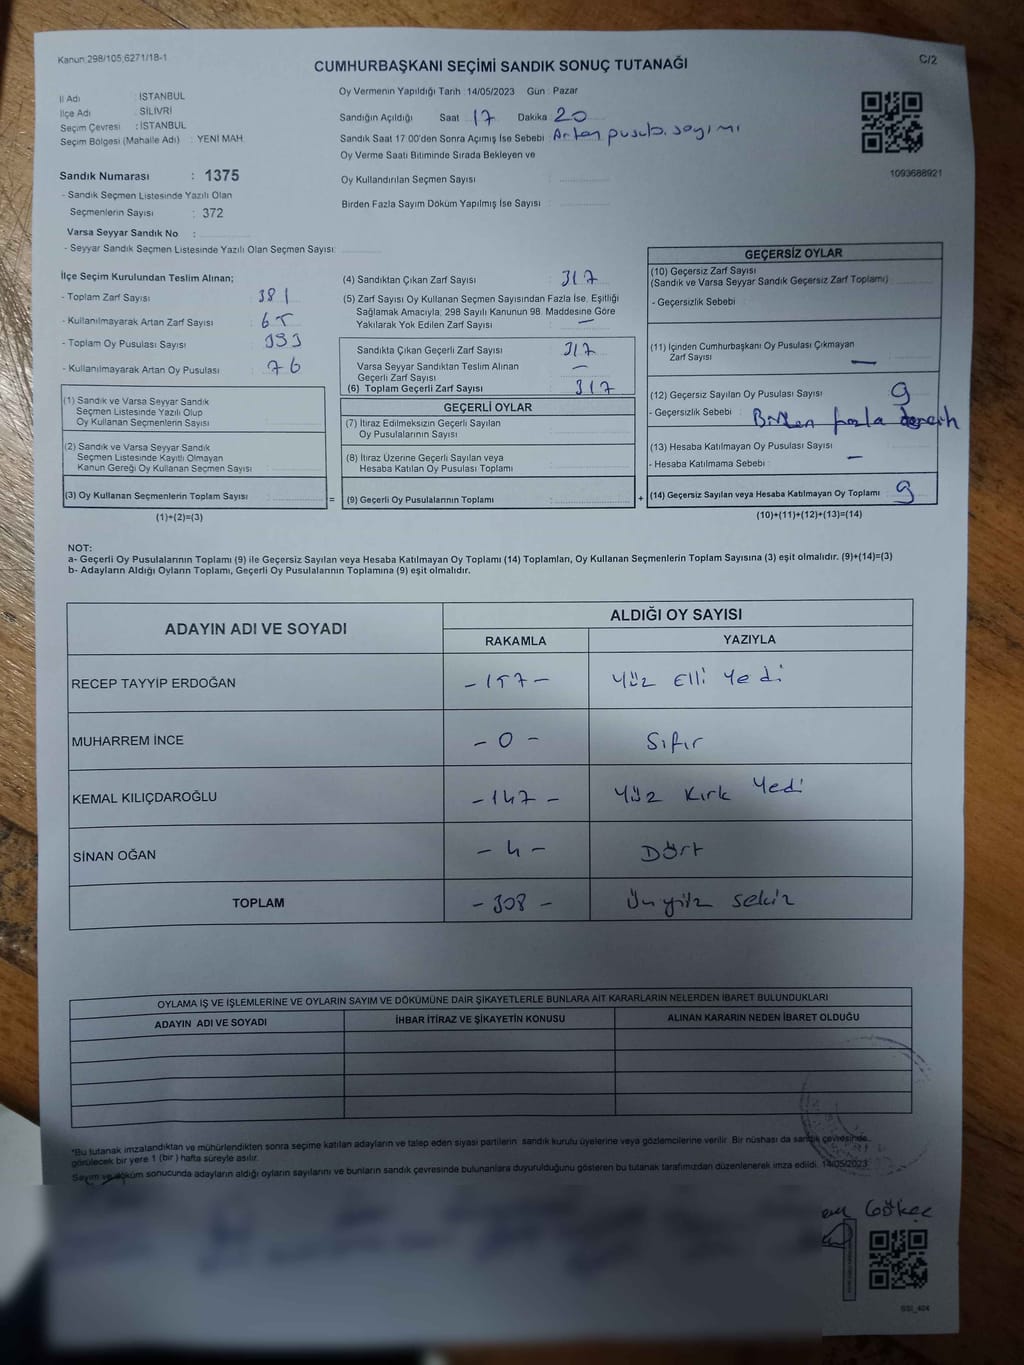 Kanun:298/105;6271/18-1
C/2
CUMHURBAŞKANI SEÇİMİ SANDIK SONUÇ TUTANAĞI
İl Adı : İSTANBUL
İlçe Adı : SİLİVRİ
Seçim Çevresi : İSTANBUL
Seçim Bölgesi (Mahalle Adı) : YENİ MAH.
Sandık Numarası : 1375
- Sandık Seçmen Listesinde Yazılı Olan
Seçmenlerin Sayısı : 372
Varsa Seyyar Sandık No :
- Seyyar Sandık Seçmen Listesinde Yazılı Olan Seçmen Sayısı:
Oy Vermenin Yapıldığı Tarih :14/05/2023 Gün : Pazar
Sandığın Açıldığı Saat 17 Dakika 20
Sandık Saat 17.00'den Sonra Açılmış İse Sebebi : Artan pusula sayımı
Oy Verme Saati Bitiminde Sırada Bekleyen ve
Oy Kullandırılan Seçmen Sayısı :
Birden Fazla Sayım Döküm Yapılmış İse Sayısı :
1093688921
İlçe Seçim Kurulundan Teslim Alınan;
- Toplam Zarf Sayısı : 381
- Kullanılmayarak Artan Zarf Sayısı : 65
- Toplam Oy Pusulası Sayısı : 393
- Kullanılmayarak Artan Oy Pusulası : 76
(1) Sandık ve Varsa Seyyar Sandık
Seçmen Listesinde Yazılı Olup
Oy Kullanan Seçmenlerin Sayısı :
(2) Sandık ve Varsa Seyyar Sandık
Seçmen Listesinde Kayıtlı Olmayan
Kanun Gereği Oy Kullanan Seçmen Sayısı :
(3) Oy Kullanan Seçmenlerin Toplam Sayısı :
(1)+(2)=(3)
(4) Sandıktan Çıkan Zarf Sayısı : 317
(5) Zarf Sayısı Oy Kullanan Seçmen Sayısından Fazla İse, Eşitliği
Sağlamak Amacıyla, 298 Sayılı Kanunun 98. Maddesine Göre
Yakılarak Yok Edilen Zarf Sayısı : —
Sandıkta Çıkan Geçerli Zarf Sayısı : 317
Varsa Seyyar Sandıktan Teslim Alınan
Geçerli Zarf Sayısı : —
(6) Toplam Geçerli Zarf Sayısı : 317
GEÇERLİ OYLAR
(7) İtiraz Edilmeksizin Geçerli Sayılan
Oy Pusulalarının Sayısı :
(8) İtiraz Üzerine Geçerli Sayılan veya
Hesaba Katılan Oy Pusulası Toplamı :
= (9) Geçerli Oy Pusulalarının Toplamı : +
GEÇERSİZ OYLAR
(10) Geçersiz Zarf Sayısı
(Sandık ve Varsa Seyyar Sandık Geçersiz Zarf Toplamı) :
- Geçersizlik Sebebi :
(11) İçinden Cumhurbaşkanı Oy Pusulası Çıkmayan
Zarf Sayısı : —
(12) Geçersiz Sayılan Oy Pusulası Sayısı : 9
- Geçersizlik Sebebi : Birden fazla tercih
(13) Hesaba Katılmayan Oy Pusulası Sayısı : —
- Hesaba Katılmama Sebebi :
(14) Geçersiz Sayılan veya Hesaba Katılmayan Oy Toplamı : 9
(10)+(11)+(12)+(13)=(14)
NOT:
a- Geçerli Oy Pusulalarının Toplamı (9) ile Geçersiz Sayılan veya Hesaba Katılmayan Oy Toplamı (14) Toplamları, Oy Kullanan Seçmenlerin Toplam Sayısına (3) eşit olmalıdır. (9)+(14)=(3)
b- Adayların Aldığı Oyların Toplamı, Geçerli Oy Pusulalarının Toplamına (9) eşit olmalıdır.
ADAYIN ADI VE SOYADI
ALDIĞI OY SAYISI
RAKAMLA YAZIYLA
RECEP TAYYİP ERDOĞAN -157- Yüz Elli Yedi
MUHARREM İNCE -0- Sıfır
KEMAL KILIÇDAROĞLU -147- Yüz Kırk Yedi
SİNAN OĞAN -4- Dört
TOPLAM -308- Üçyüz sekiz
OYLAMA İŞ VE İŞLEMLERİNE VE OYLARIN SAYIM VE DÖKÜMÜNE DAİR ŞİKAYETLERLE BUNLARA AİT KARARLARIN NELERDEN İBARET BULUNDUKLARI
ADAYIN ADI VE SOYADI İHBAR İTİRAZ VE ŞİKAYETİN KONUSU ALINAN KARARIN NEDEN İBARET OLDUĞU
*Bu tutanak imzalandıktan ve mühürlendikten sonra seçime katılan adayların ve talep eden siyasi partilerin sandık kurulu üyelerine veya gözlemcilerine verilir. Bir nüshası da sandık çevresinde
görülecek bir yere 1 (bir) hafta süreyle asılır.
Sayım ve döküm sonucunda adayların aldığı oyların sayılarını ve bunların sandık çevresinde bulunanlara duyurulduğunu gösteren bu tutanak tarafımızdan düzenlenerek imza edildi. 14/05/2023
Gökçe
SSI_404